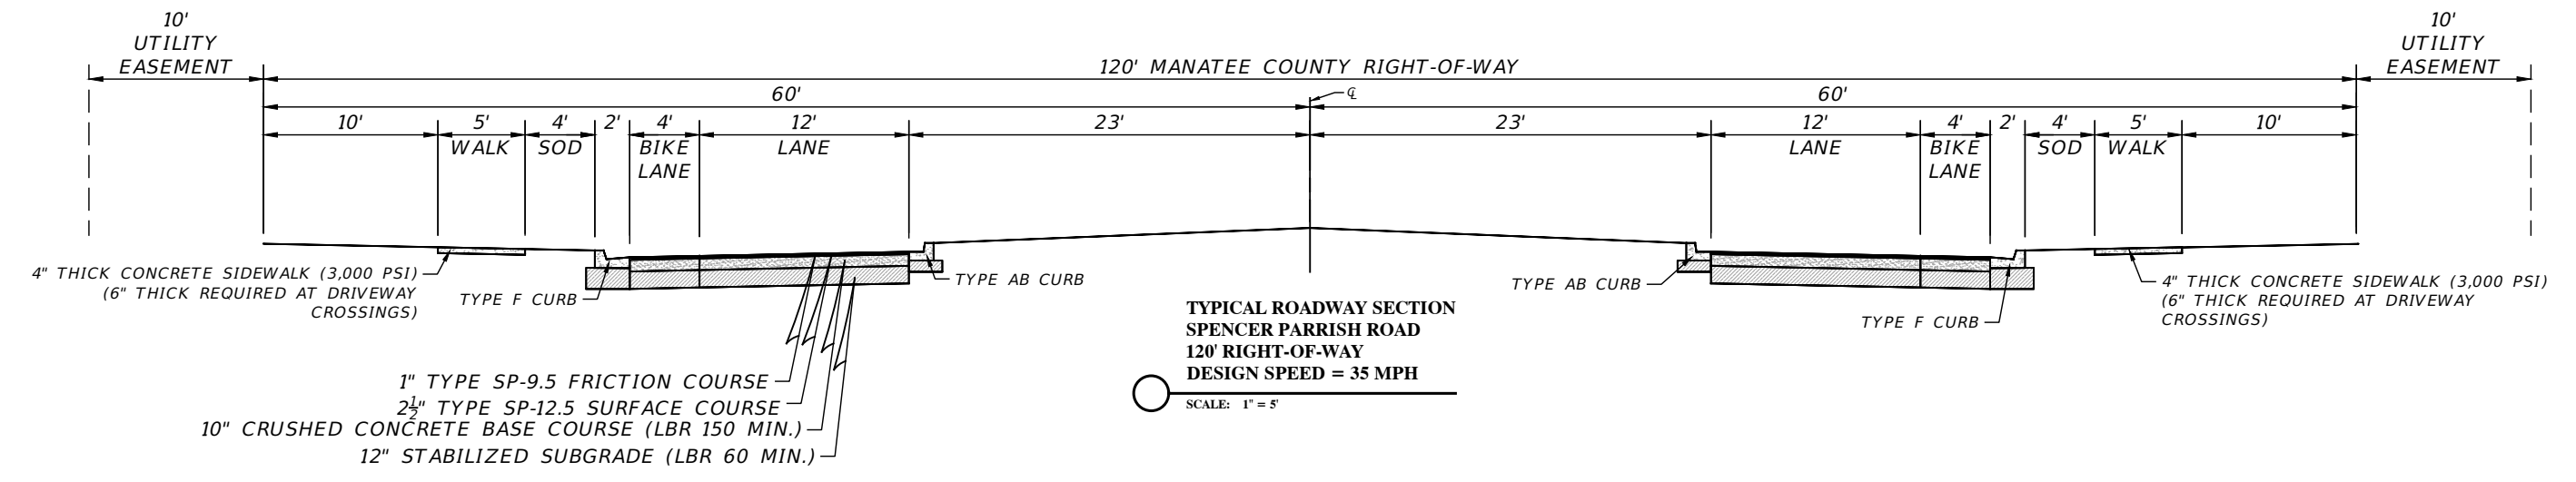 10'
UTILITY
EASEMENT
10'
UTILITY
EASEMENT
120' MANATEE COUNTY RIGHT-OF-WAY
60'
℄
60'
10'
5'
4'
2'
4'
12'
23'
23'
12'
4'
2'
4'
5'
10'
WALK
SOD
BIKE
LANE
LANE
LANE
BIKE
LANE
SOD
WALK
4" THICK CONCRETE SIDEWALK (3,000 PSI)
(6" THICK REQUIRED AT DRIVEWAY
CROSSINGS)
TYPE F CURB
TYPE AB CURB
TYPE AB CURB
TYPE F CURB
4" THICK CONCRETE SIDEWALK (3,000 PSI)
(6" THICK REQUIRED AT DRIVEWAY
CROSSINGS)
1" TYPE SP-9.5 FRICTION COURSE
2½" TYPE SP-12.5 SURFACE COURSE
10" CRUSHED CONCRETE BASE COURSE (LBR 150 MIN.)
12" STABILIZED SUBGRADE (LBR 60 MIN.)
TYPICAL ROADWAY SECTION
SPENCER PARRISH ROAD
120' RIGHT-OF-WAY
DESIGN SPEED = 35 MPH
SCALE: 1" = 5'